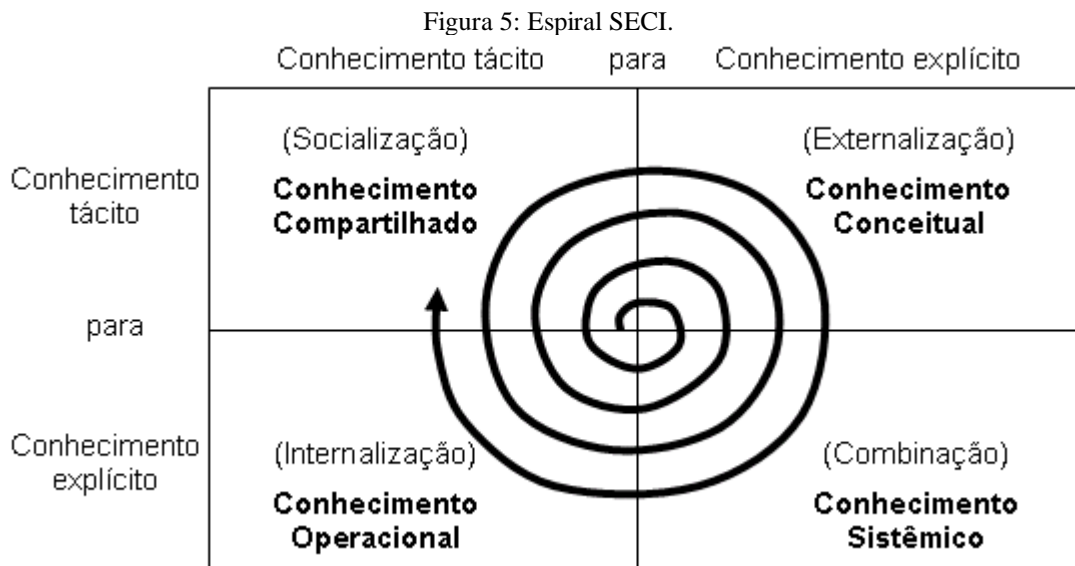 Figura 5: Espiral SECI.
Conhecimento tácito para Conhecimento explícito
(Socialização)
Conhecimento
Compartilhado
(Externalização)
Conhecimento
Conceitual
Conhecimento
tácito
para
Conhecimento
explícito
(Internalização)
Conhecimento
Operacional
(Combinação)
Conhecimento
Sistêmico